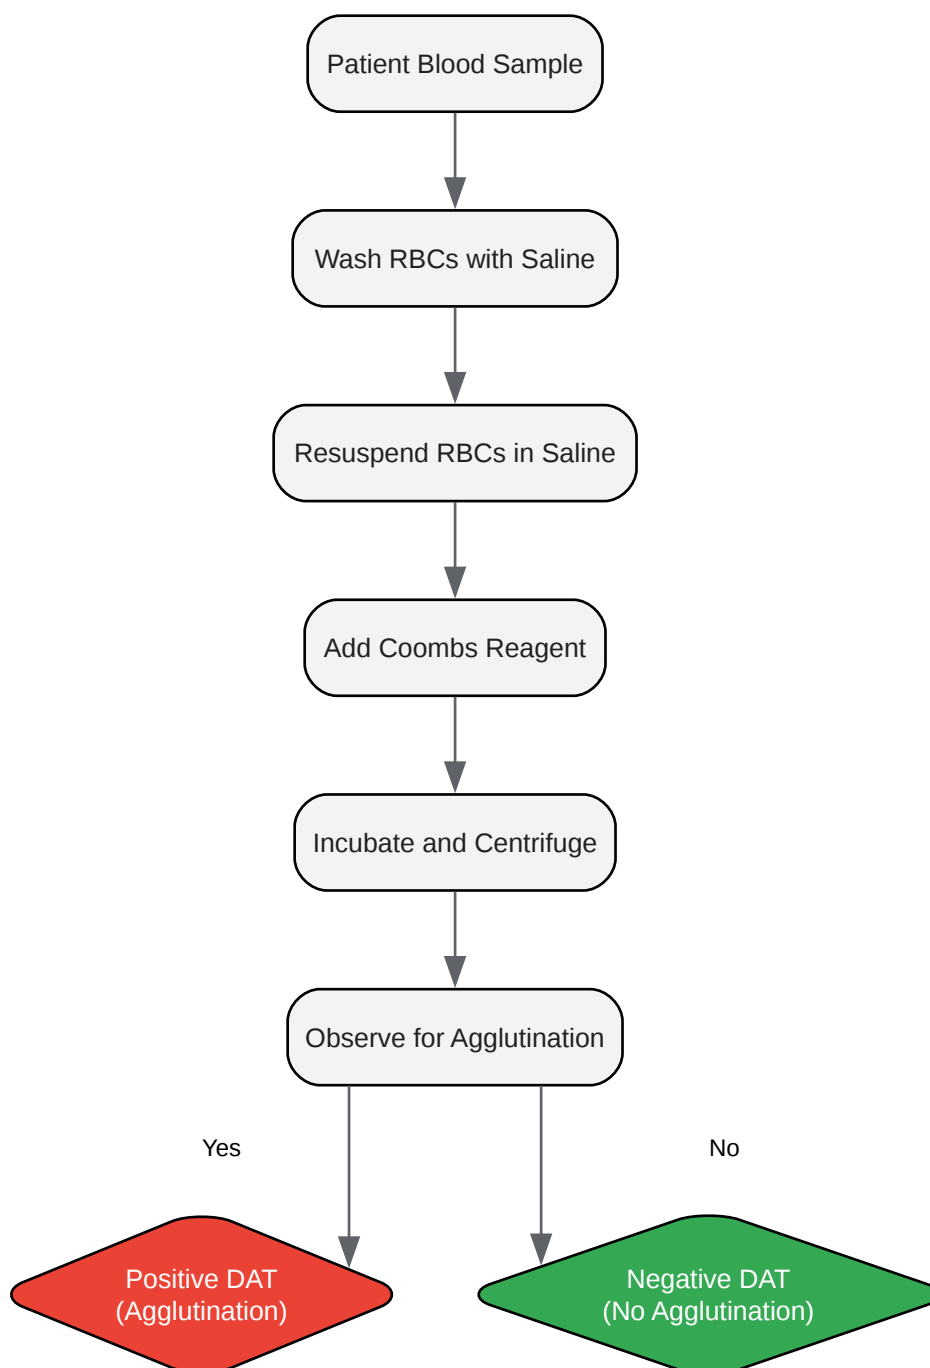 Patient Blood Sample
Wash RBCs with Saline
Resuspend RBCs in Saline
Add Coombs Reagent
Incubate and Centrifuge
Observe for Agglutination
Yes
No
Positive DAT
(Agglutination)
Negative DAT
(No Agglutination)